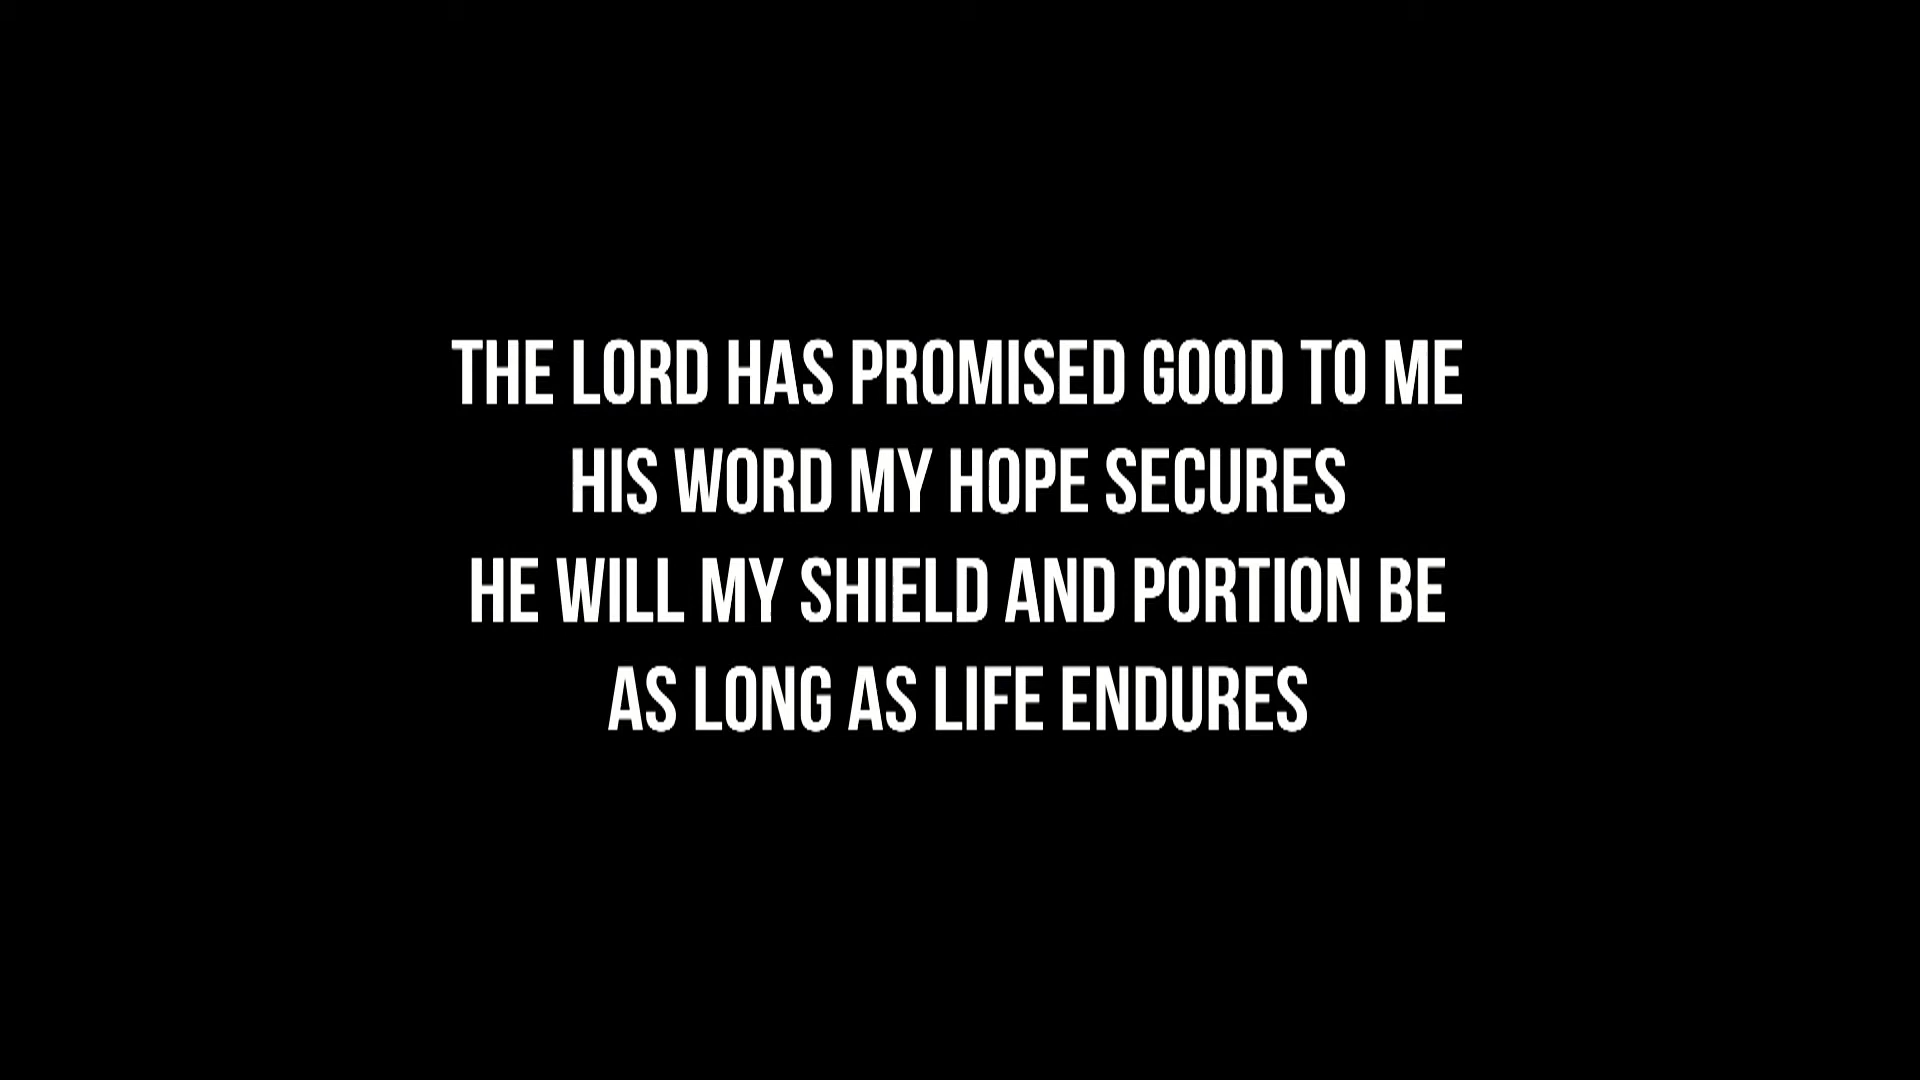 THE LORD HAS PROMISED GOOD TO ME
HIS WORD MY HOPE SECURES
HE WILL MY SHIELD AND PORTION BE
AS LONG AS LIFE ENDURES